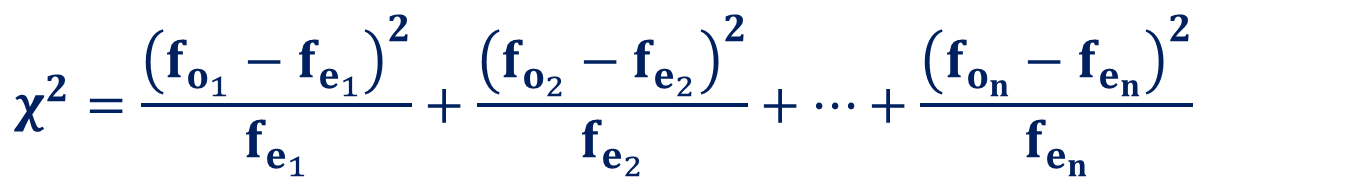 χ² = (f_{o_1} − f_{e_1})² / f_{e_1} + (f_{o_2} − f_{e_2})² / f_{e_2} + ⋯ + (f_{o_n} − f_{e_n})² / f_{e_n}